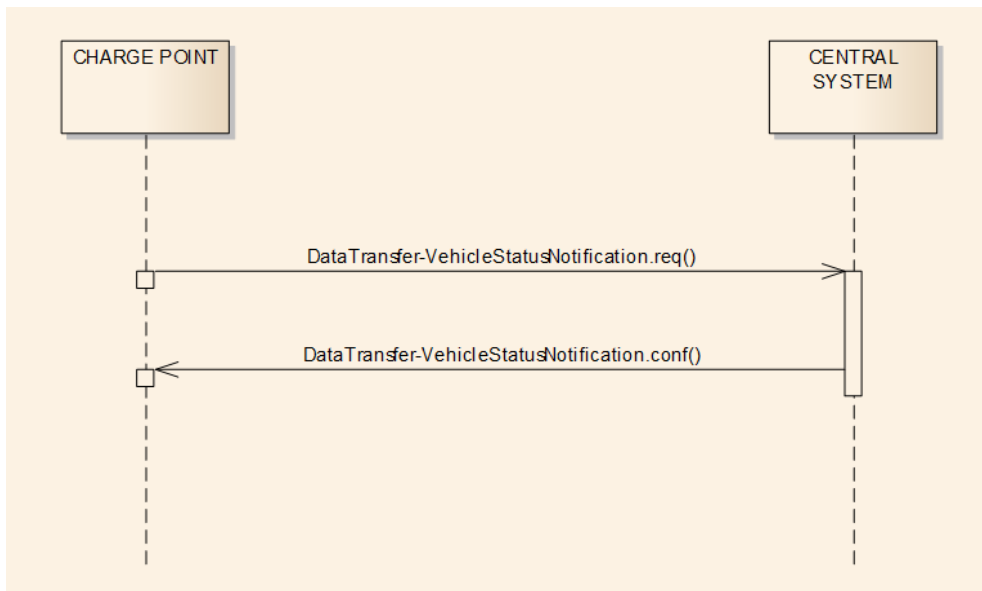 CHARGE POINT
CENTRAL
SYSTEM
DataTransfer-VehicleStatusNotification.req()
DataTransfer-VehicleStatusNotification.conf()